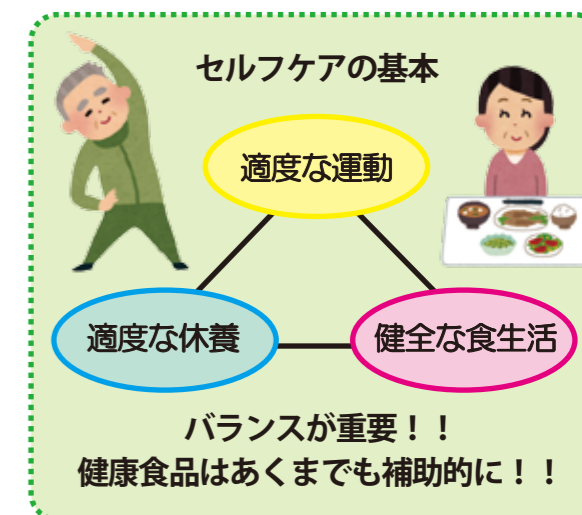 セルフケアの基本
適度な運動
適度な休養
健全な食生活
バランスが重要！！
健康食品はあくまでも補助的に！！